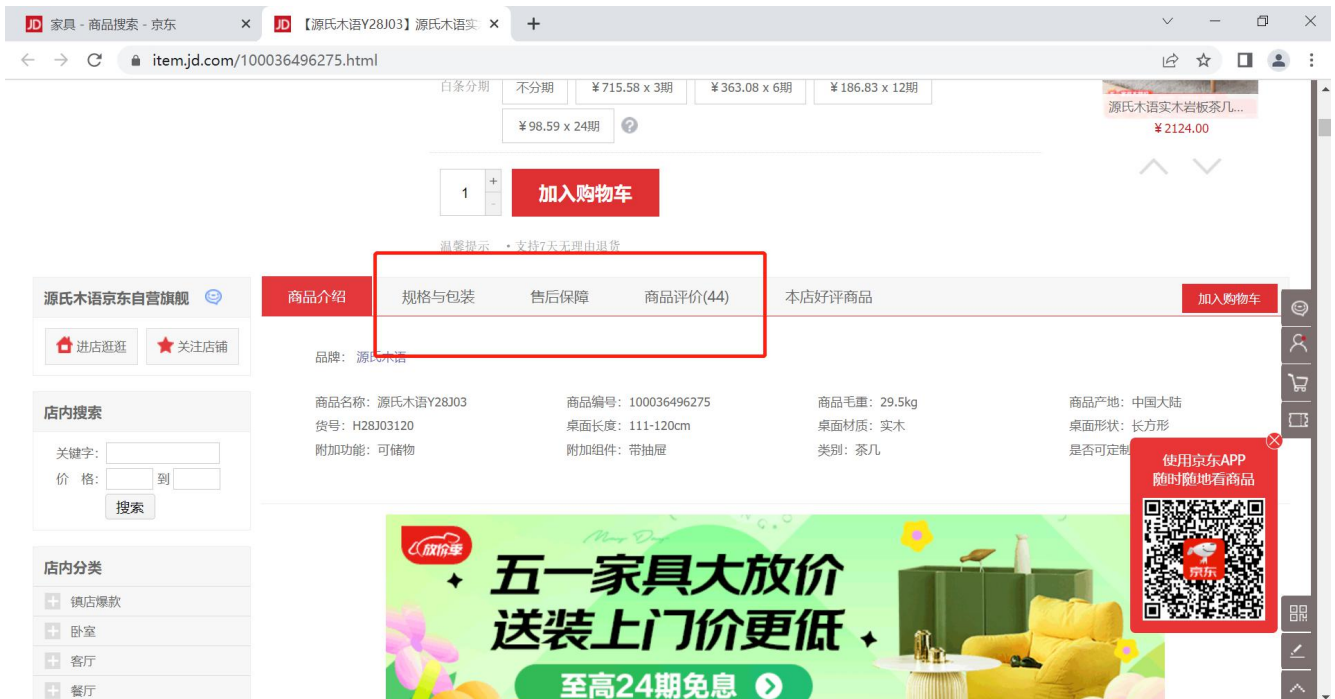 家具 - 商品搜索 - 京东
【源氏木语Y28J03】源氏木语实
item.jd.com/100036496275.html
白条分期 不分期 ¥715.58 x 3期 ¥363.08 x 6期 ¥186.83 x 12期
¥98.59 x 24期
源氏木语实木岩板茶几...
¥2124.00
1 + - 加入购物车
温馨提示 ·支持7天无理由退货
源氏木语京东自营旗舰
商品介绍 规格与包装 售后保障 商品评价(44) 本店好评商品 加入购物车
进店逛逛 关注店铺
品牌: 源氏木语
商品名称: 源氏木语Y28J03 商品编号: 100036496275 商品毛重: 29.5kg 商品产地: 中国大陆
货号: H28J03120 桌面长度: 111-120cm 桌面材质: 实木 桌面形状: 长方形
附加功能: 可储物 附加组件: 带抽屉 类别: 茶几 是否可定制
店内搜索
关键字:
价 格: 到
搜索
使用京东APP
随时随地看商品
京东
店内分类
镇店爆款
卧室
客厅
餐厅
放价季
五一家具大放价
送装上门价更低
至高24期免息